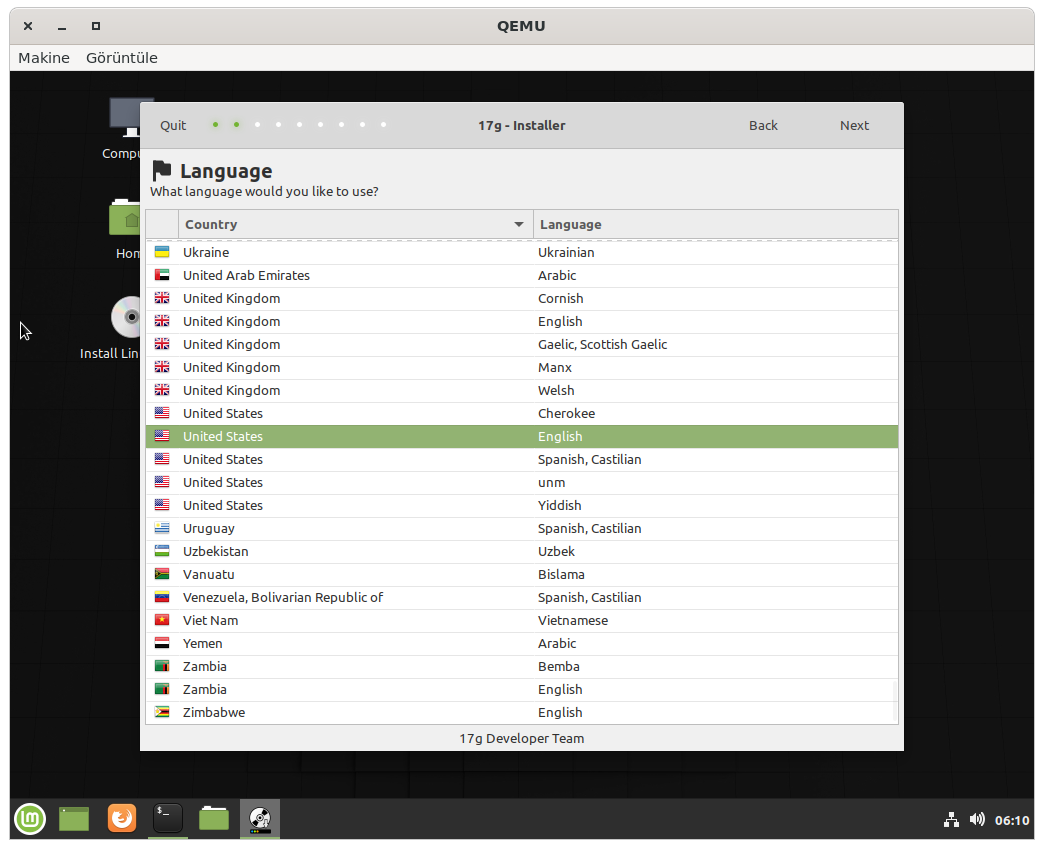 QEMU
Makine Görüntüle
Quit 17g - Installer Back Next
Compu
Hom
Install Lin
Language
What language would you like to use?
Country Language
Ukraine Ukrainian
United Arab Emirates Arabic
United Kingdom Cornish
United Kingdom English
United Kingdom Gaelic, Scottish Gaelic
United Kingdom Manx
United Kingdom Welsh
United States Cherokee
United States English
United States Spanish, Castilian
United States unm
United States Yiddish
Uruguay Spanish, Castilian
Uzbekistan Uzbek
Vanuatu Bislama
Venezuela, Bolivarian Republic of Spanish, Castilian
Viet Nam Vietnamese
Yemen Arabic
Zambia Bemba
Zambia English
Zimbabwe English
17g Developer Team
$_
06:10